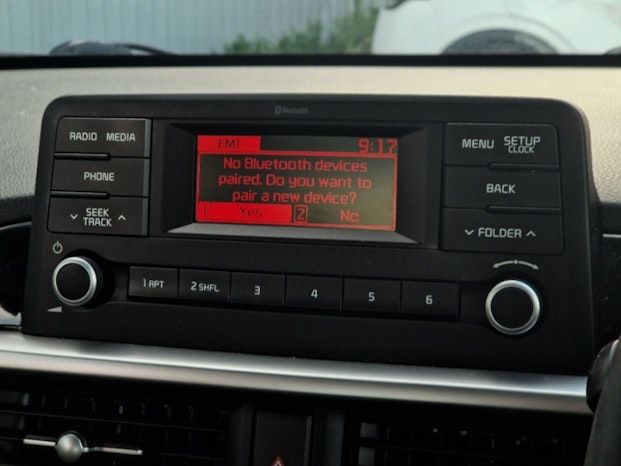 Bluetooth
RADIO MEDIA
FM1 9:17
MENU SETUP
CLOCK
No Bluetooth devices
paired. Do you want to
pair a new device?
1 Yes 2 No
PHONE
BACK
SEEK
TRACK
FOLDER
1 RPT 2 SHFL 3 4 5 6